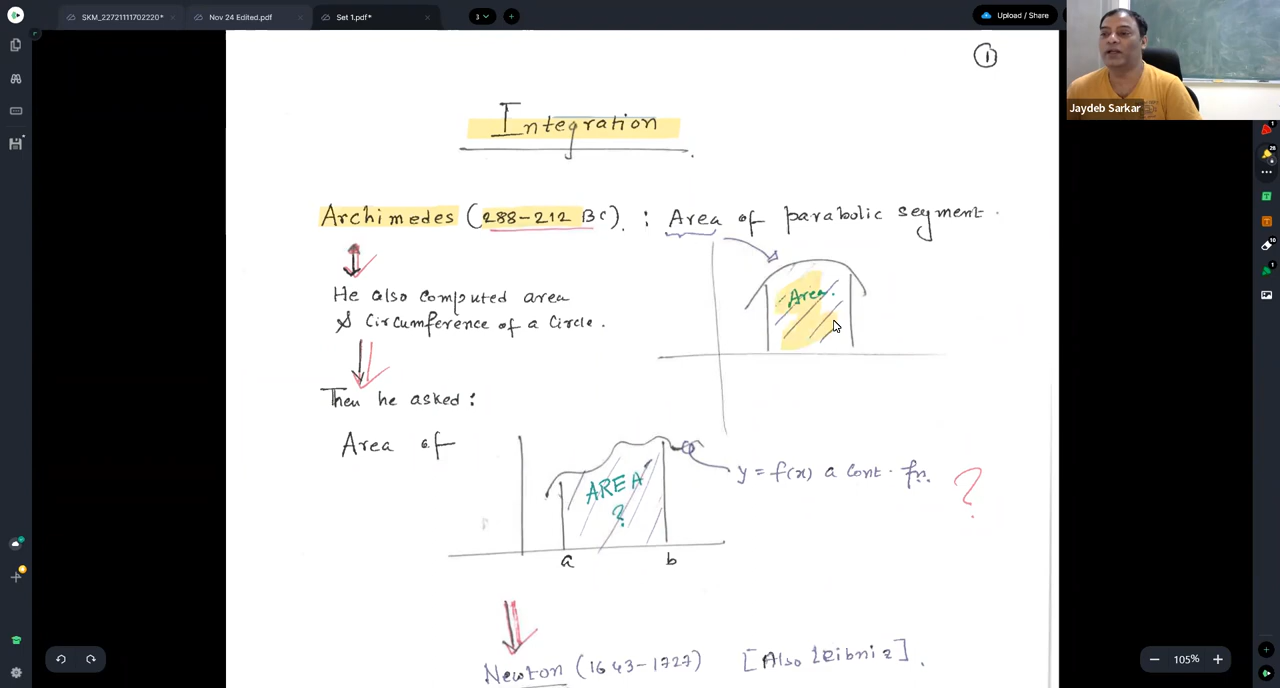 SKM_22721111702220*
Nov 24 Edited.pdf
Set 1.pdf*
3
Upload / Share
1
Jaydeb Sarkar
Integration
Archimedes (288-212 BC). : Area of parabolic segment.
Area.
He also computed area
& Circumference of a Circle.
Then he asked:
Area of
AREA
?
y = f(x) a cont. fn.
?
a
b
Newton (1643-1727) [Also Leibniz].
105%